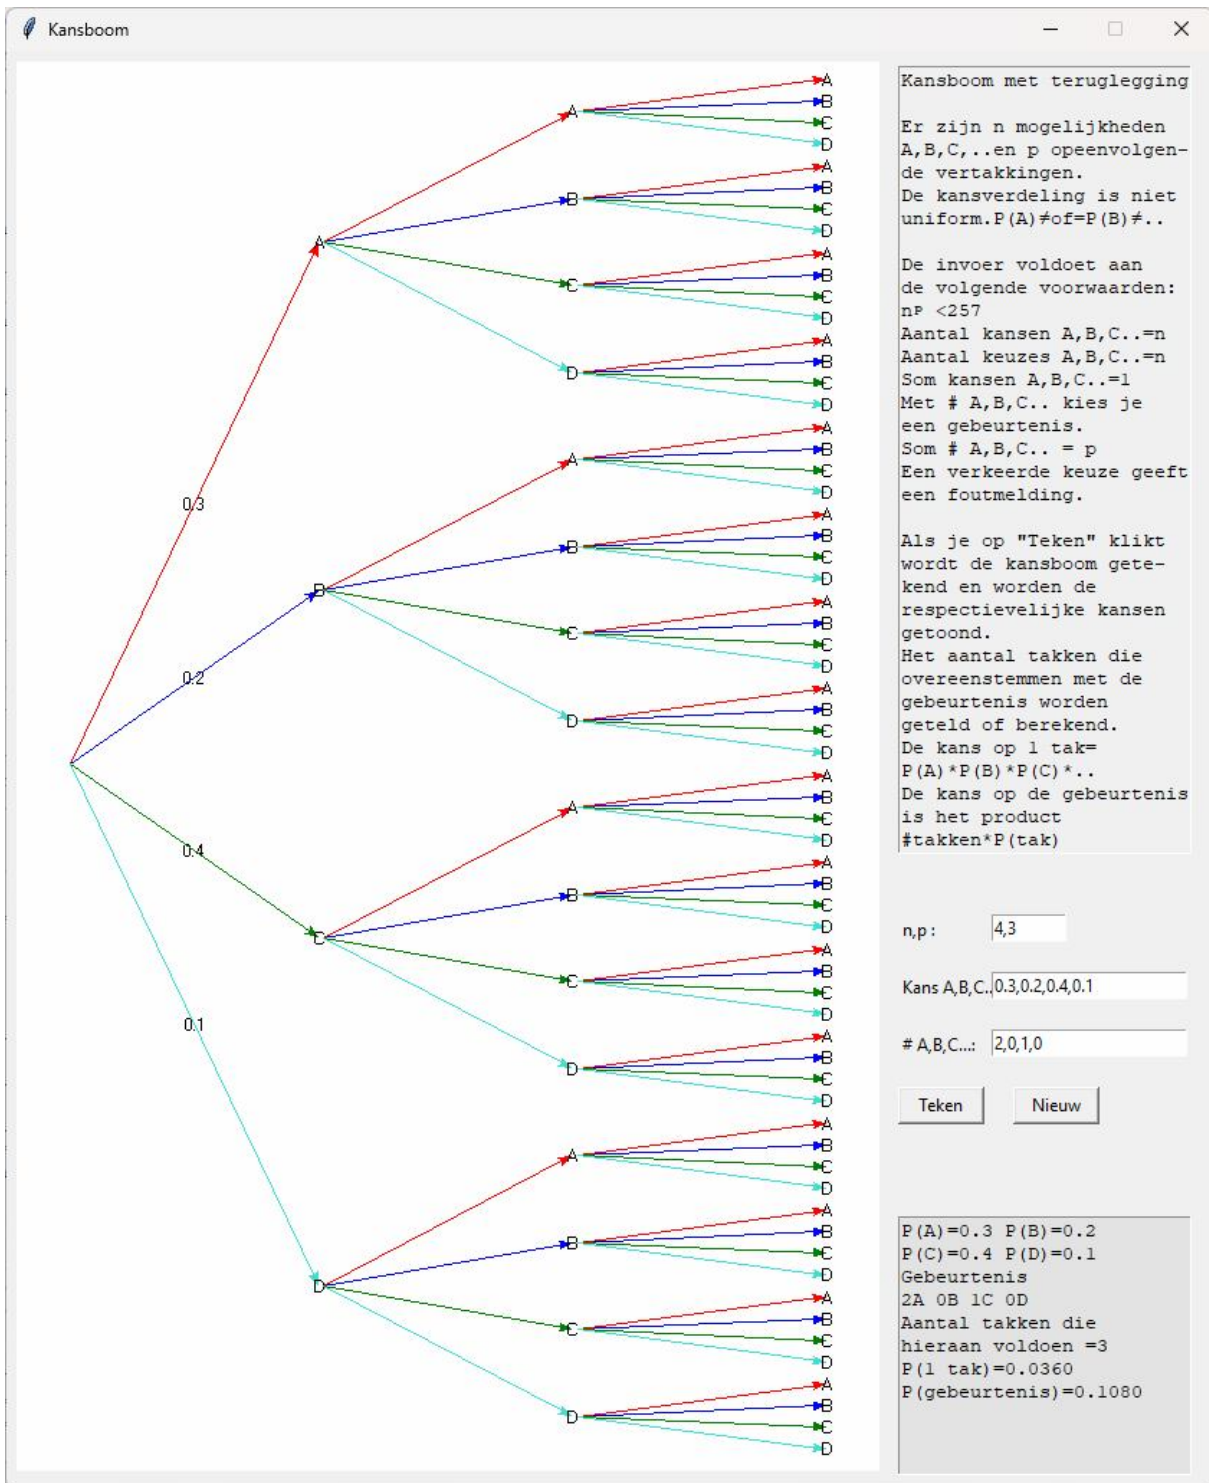 Kansboom
A
B
C
D
A
B
C
D
A
B
C
D
A
B
C
D
A
B
C
D
A
A
B
C
D
A
B
C
D
A
B
C
D
A
B
C
D
A
B
C
D
B
0.3
0.2
A
B
C
D
A
B
C
D
A
B
C
D
A
B
C
D
A
B
C
D
C
0.4
0.1
A
B
C
D
A
B
C
D
A
B
C
D
A
B
C
D
A
B
C
D
D
Kansboom met teruglegging
Er zijn n mogelijkheden
A,B,C,..en p opeenvolgen-
de vertakkingen.
De kansverdeling is niet
uniform.P(A)≠of=P(B)≠..
De invoer voldoet aan
de volgende voorwaarden:
nᵖ <257
Aantal kansen A,B,C..=n
Aantal keuzes A,B,C..=n
Som kansen A,B,C..=1
Met # A,B,C.. kies je
een gebeurtenis.
Som # A,B,C.. = p
Een verkeerde keuze geeft
een foutmelding.
Als je op "Teken" klikt
wordt de kansboom gete-
kend en worden de
respectievelijke kansen
getoond.
Het aantal takken die
overeenstemmen met de
gebeurtenis worden
geteld of berekend.
De kans op 1 tak=
P(A)*P(B)*P(C)*..
De kans op de gebeurtenis
is het product
#takken*P(tak)
n,p : 4,3
Kans A,B,C.. 0.3,0.2,0.4,0.1
# A,B,C...: 2,0,1,0
Teken Nieuw
P(A)=0.3 P(B)=0.2
P(C)=0.4 P(D)=0.1
Gebeurtenis
2A 0B 1C 0D
Aantal takken die
hieraan voldoen =3
P(1 tak)=0.0360
P(gebeurtenis)=0.1080